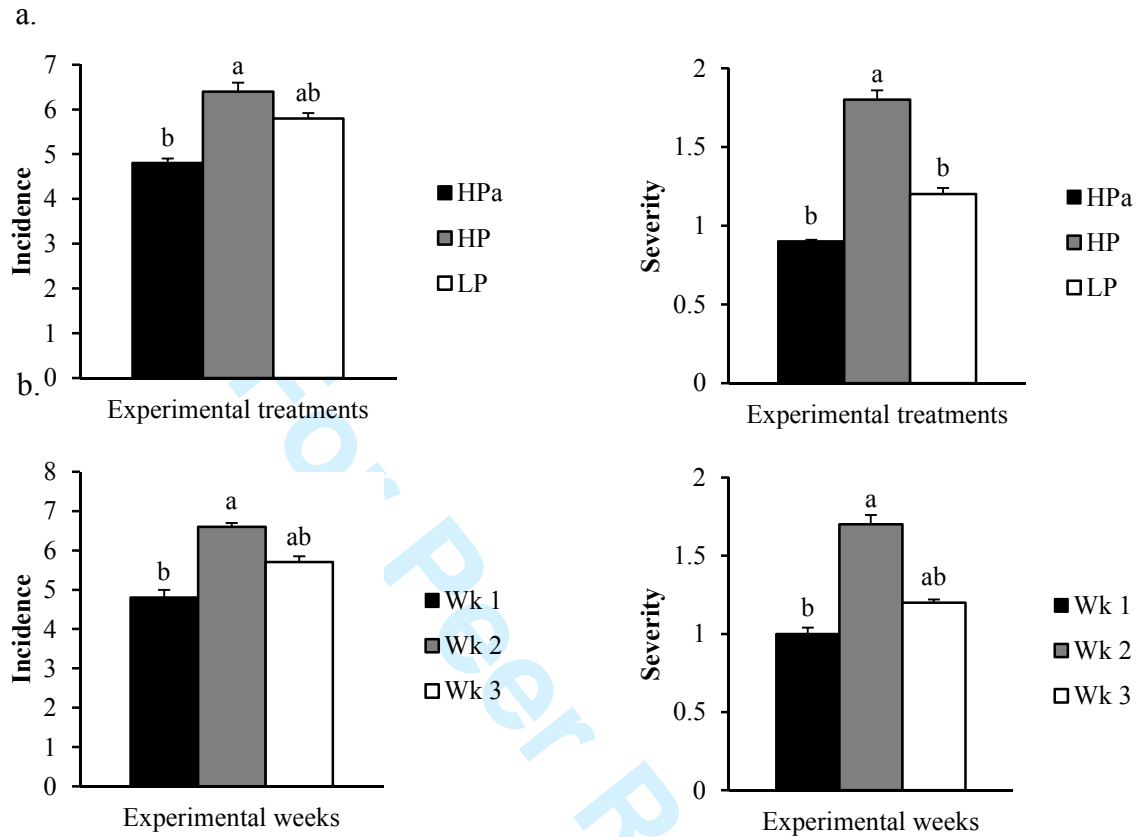 a.
7
6
5
4
3
2
1
0
Incidence
b
a
ab
Experimental treatments
HPa
HP
LP
2
1.5
1
0.5
0
Severity
b
a
b
Experimental treatments
HPa
HP
LP
b.
8
7
6
5
4
3
2
1
0
Incidence
b
a
ab
Experimental weeks
Wk 1
Wk 2
Wk 3
2
1.5
1
0.5
0
Severity
b
a
ab
Experimental weeks
Wk 1
Wk 2
Wk 3
For Peer R